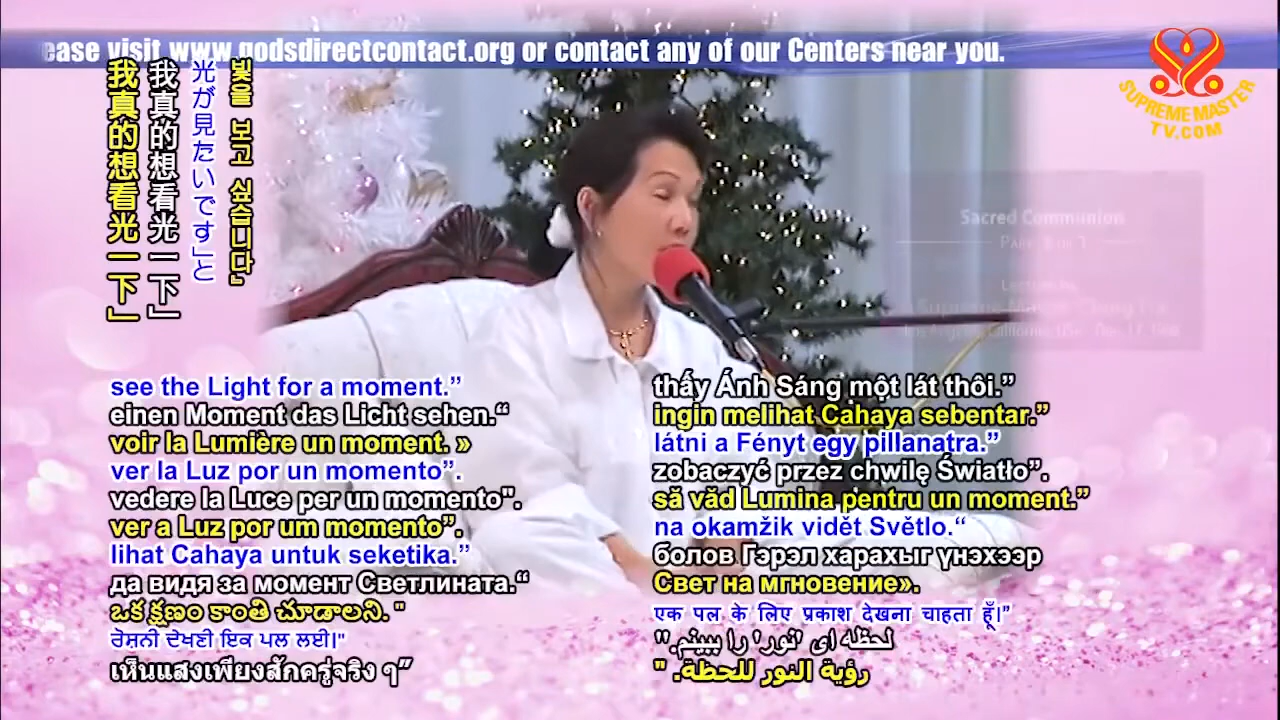 ease visit www.godsdirectcontact.org or contact any of our Centers near you.
SUPREME MASTER
TV.COM
빛을 보고 싶습니다』
光が見たいです」と
我真的想看光一下」
我真的想看光一下」
Sacred Communion
see the Light for a moment.”
einen Moment das Licht sehen.“
voir la Lumière un moment. »
ver la Luz por un momento”.
vedere la Luce per un momento".
ver a Luz por um momento”.
lihat Cahaya untuk seketika.”
да видя за момент Светлината.“
ఒక క్షణం కాంతి చూడాలని. "
ਰੋਸ਼ਨੀ ਦੇਖਣੀ ਇਕ ਪਲ ਲਈ।"
เห็นแสงเพียงสักครู่จริง ๆ”
thấy Ánh Sáng một lát thôi.”
ingin melihat Cahaya sebentar.”
látni a Fényt egy pillanatra.”
zobaczyć przez chwilę Światło”.
să văd Lumina pentru un moment.”
na okamžik vidět Světlo.“
болов Гэрэл харахыг үнэхээр
Свет на мгновение».
एक पल के लिए प्रकाश देखना चाहता हूँ।”
لحظه ای 'نور' را ببینم."
رؤية النور للحظة. "